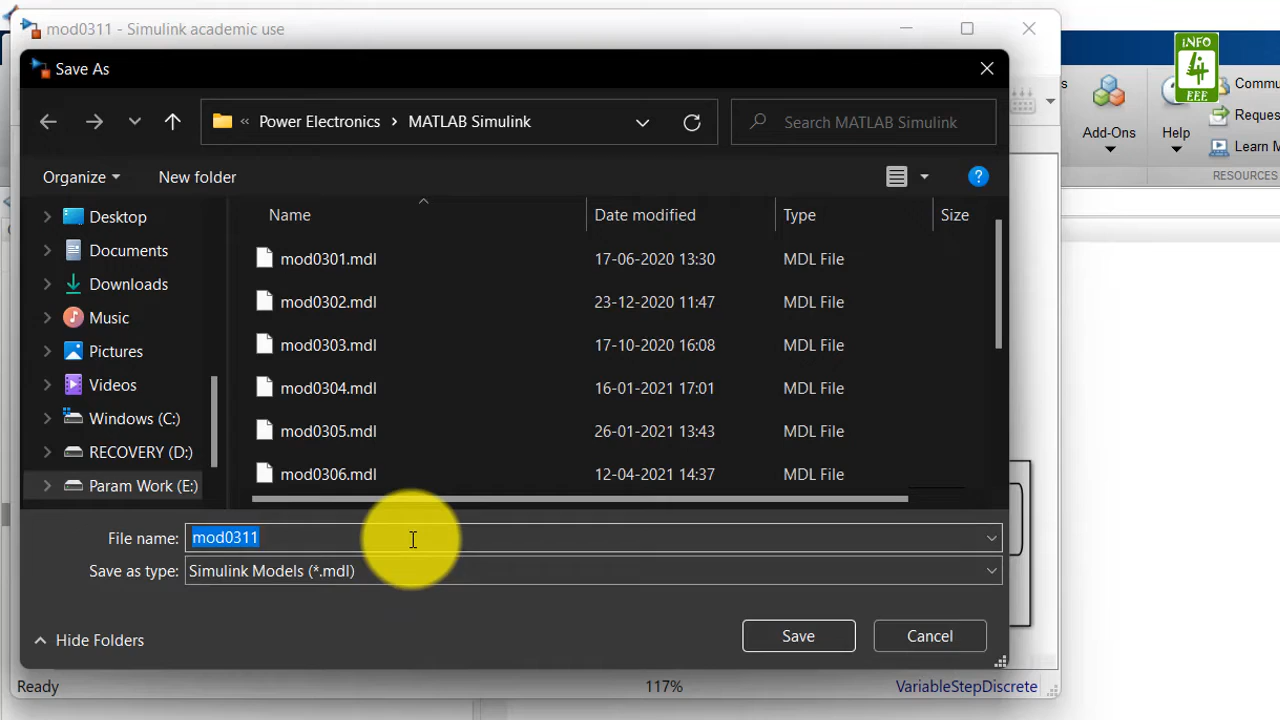 mod0311 - Simulink academic use
INFO
4
EEE
Save As
Power Electronics
MATLAB Simulink
Search MATLAB Simulink
Add-Ons
Help
Commu
Reques
Learn M
RESOURCES
Organize
New folder
Name
Date modified
Type
Size
Desktop
Documents
Downloads
Music
Pictures
Videos
Windows (C:)
RECOVERY (D:)
Param Work (E:)
mod0301.mdl 17-06-2020 13:30 MDL File
mod0302.mdl 23-12-2020 11:47 MDL File
mod0303.mdl 17-10-2020 16:08 MDL File
mod0304.mdl 16-01-2021 17:01 MDL File
mod0305.mdl 26-01-2021 13:43 MDL File
mod0306.mdl 12-04-2021 14:37 MDL File
File name: mod0311
Save as type: Simulink Models (*.mdl)
Hide Folders
Save
Cancel
Ready
117%
VariableStepDiscrete